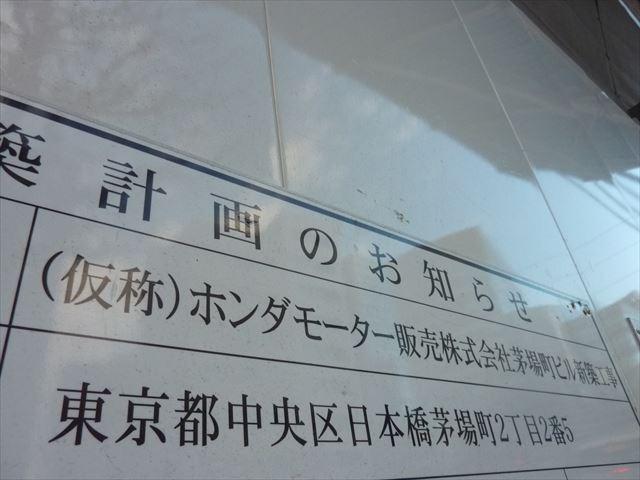 築計画のお知らせ
(仮称)ホンダモーター販売株式会社茅場町ビル新築工事
東京都中央区日本橋茅場町2丁目2番5